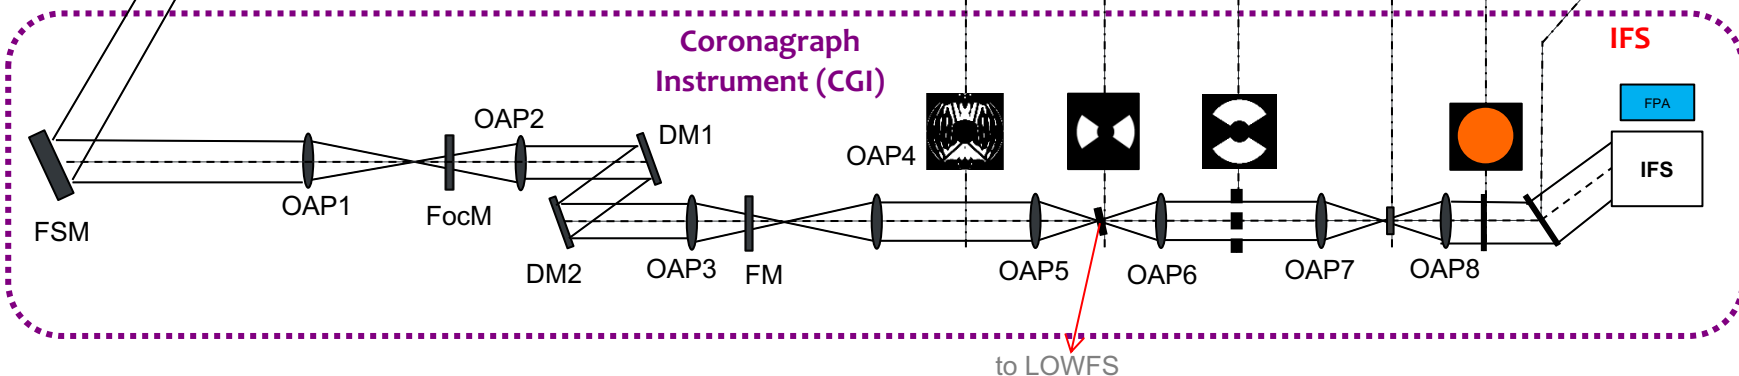 Coronagraph
Instrument (CGI)
IFS
FPA
OAP2
DM1
OAP4
IFS
OAP1
FocM
FSM
DM2
OAP3
FM
OAP5
OAP6
OAP7
OAP8
to LOWFS